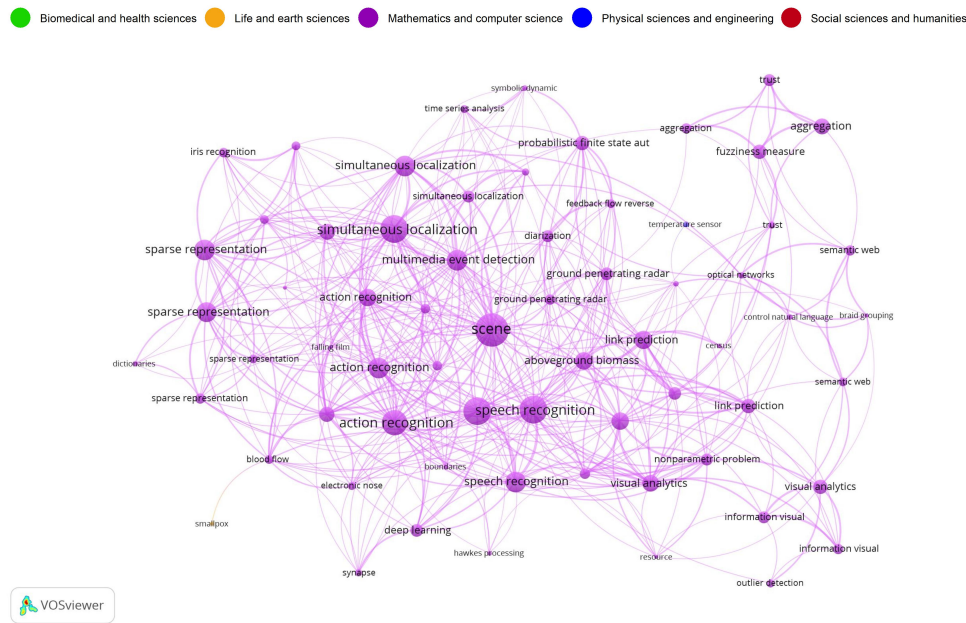 Biomedical and health sciences
Life and earth sciences
Mathematics and computer science
Physical sciences and engineering
Social sciences and humanities
trust
symbolic dynamic
time series analysis
aggregation
aggregation
probabilistic finite state aut
iris recognition
fuzziness measure
simultaneous localization
simultaneous localization
feedback flow reverse
temperature sensor
trust
simultaneous localization
diarization
sparse representation
semantic web
multimedia event detection
ground penetrating radar
optical networks
action recognition
ground penetrating radar
sparse representation
control natural language
braid grouping
scene
link prediction
falling film
census
sparse representation
aboveground biomass
dictionaries
action recognition
semantic web
sparse representation
link prediction
speech recognition
action recognition
blood flow
nonparametric problem
boundaries
speech recognition
visual analytics
electronic nose
visual analytics
smallpox
information visual
deep learning
information visual
hawkes processing
resource
synapse
outlier detection
VOSviewer